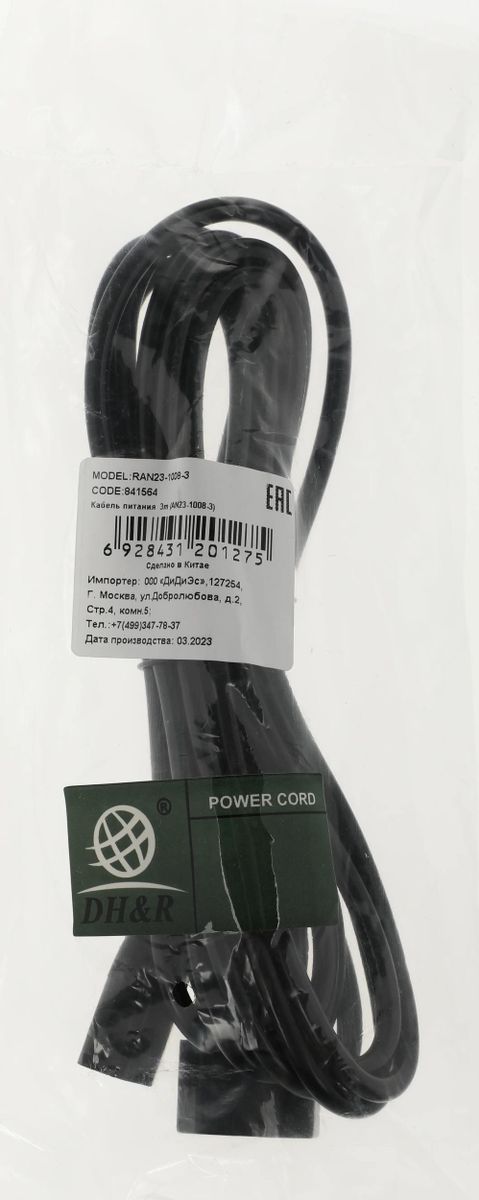 MODEL:RAN23-1008-3
CODE:841564
EAC
Кабель питания 3m (AN23-1008-3)
6 928431 201275
Сделано в Китае
Импортер: ООО «ДиДиЭс»,127254,
Г. Москва, ул.Добролюбова, д.2,
Стр.4, комн.5:
Тел.:+7(499)347-78-37
Дата производства: 03.2023
®
POWER CORD
DH&R